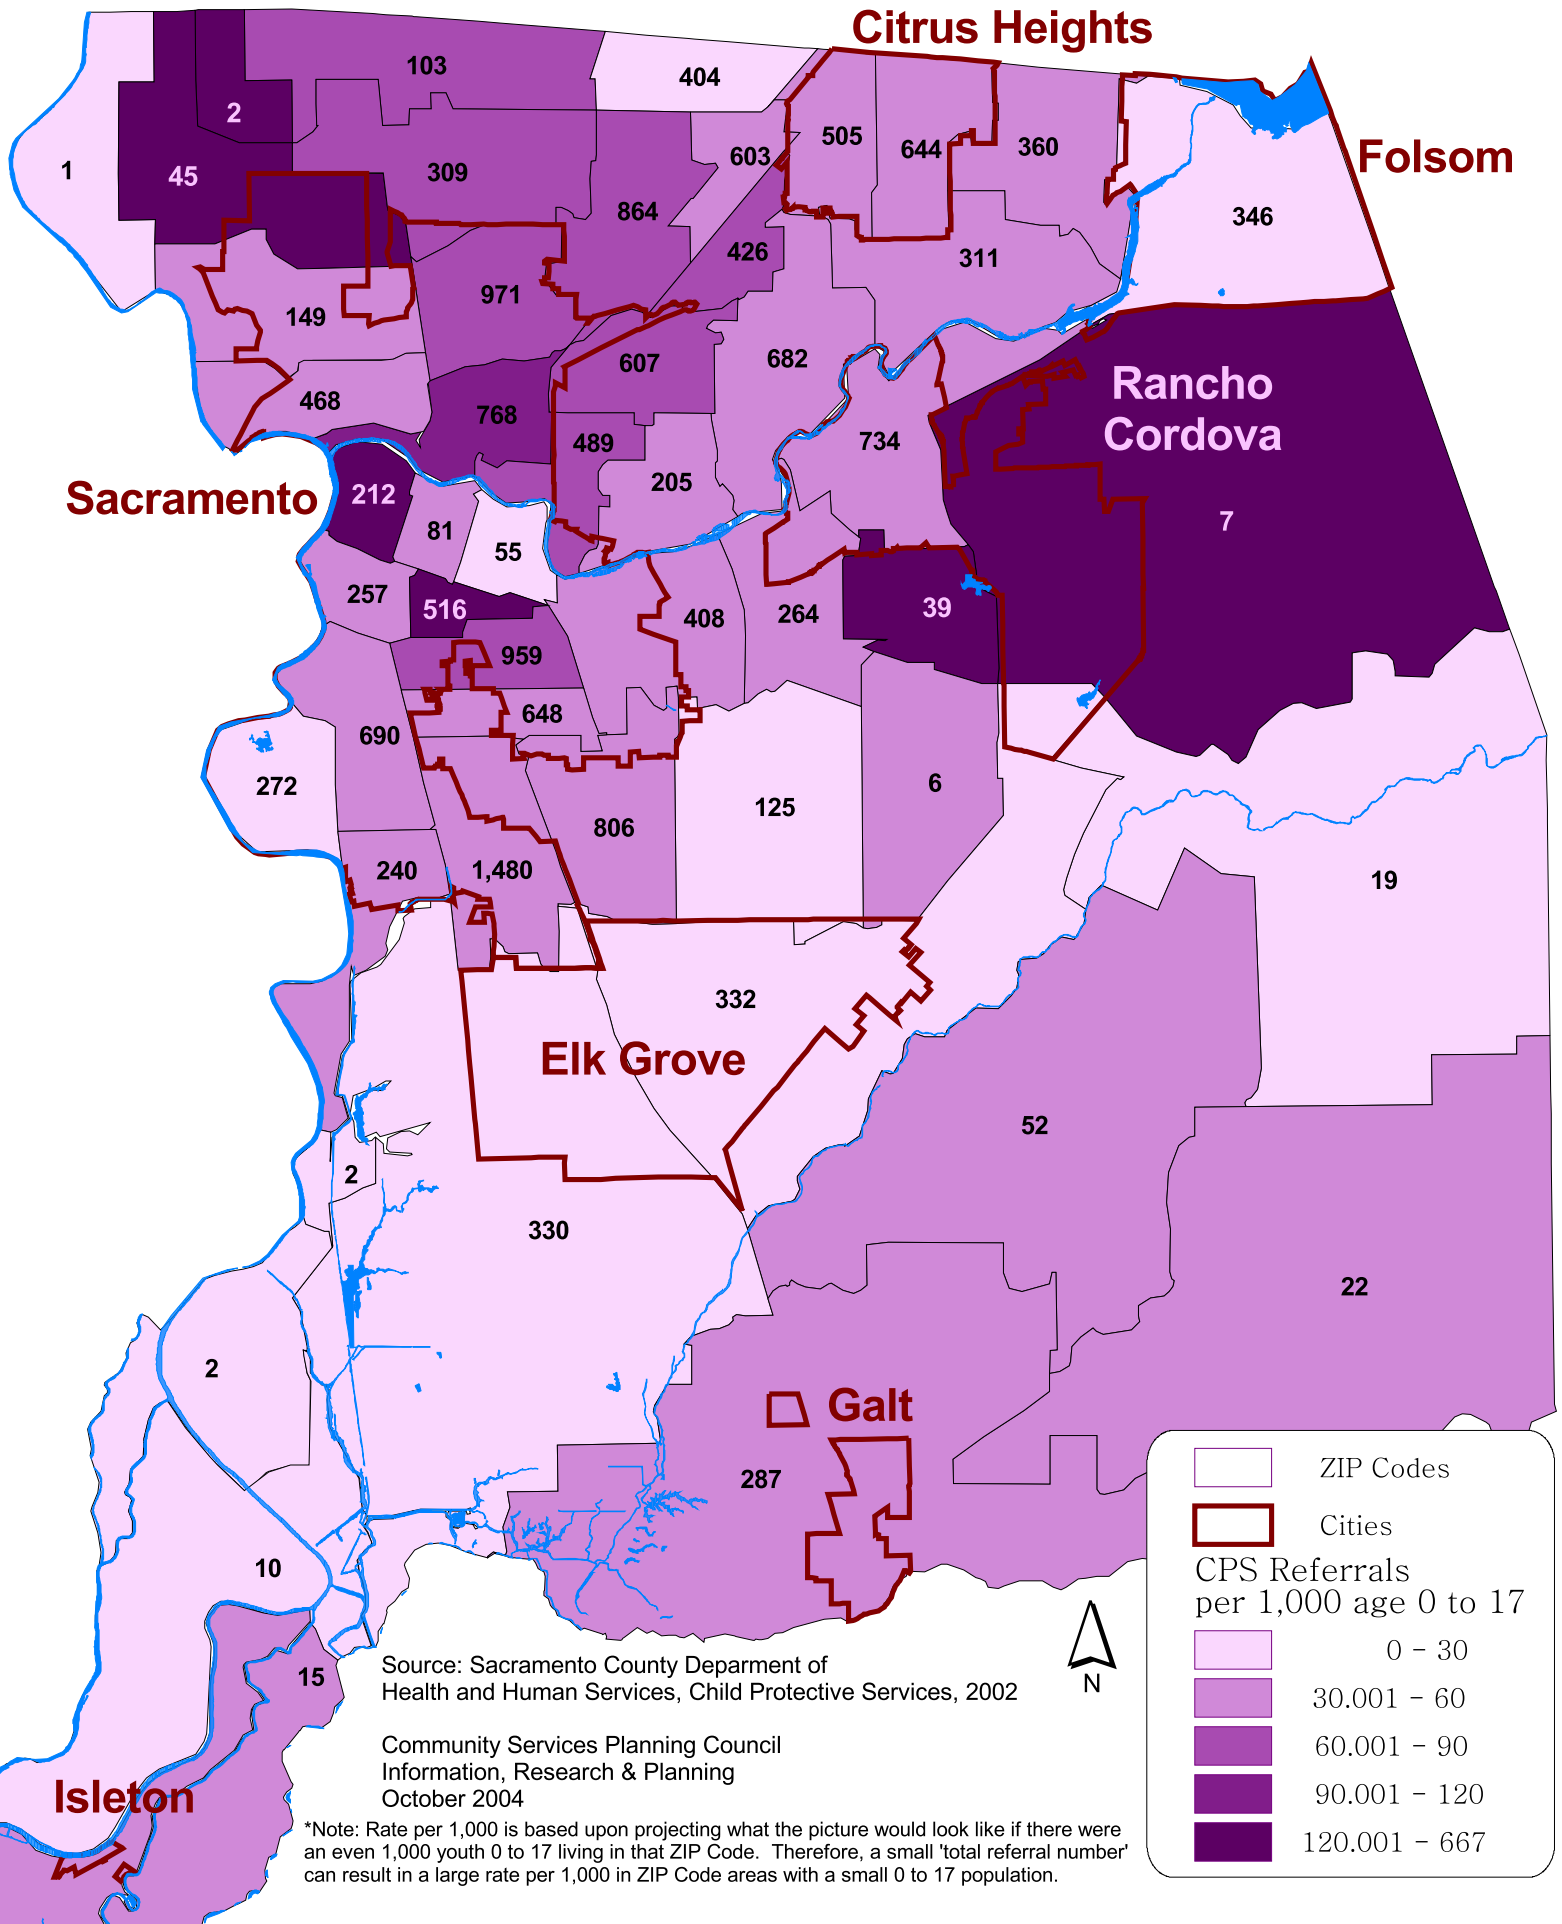 Citrus Heights
103
404
2
505
644
360
603
Folsom
1
45
309
864
346
426
311
971
149
607
682
Rancho
Cordova
468
768
489
734
205
Sacramento
212
7
81
55
257
516
408
264
39
959
648
690
272
125
6
806
240
1,480
19
332
Elk Grove
52
2
330
22
2
Galt
287
10
15
Isleton
ZIP Codes
Cities
CPS Referrals
per 1,000 age 0 to 17
0 - 30
30.001 - 60
60.001 - 90
90.001 - 120
120.001 - 667
N
Source: Sacramento County Deparment of
Health and Human Services, Child Protective Services, 2002
Community Services Planning Council
Information, Research & Planning
October 2004
*Note: Rate per 1,000 is based upon projecting what the picture would look like if there were
an even 1,000 youth 0 to 17 living in that ZIP Code.  Therefore, a small 'total referral number'
can result in a large rate per 1,000 in ZIP Code areas with a small 0 to 17 population.